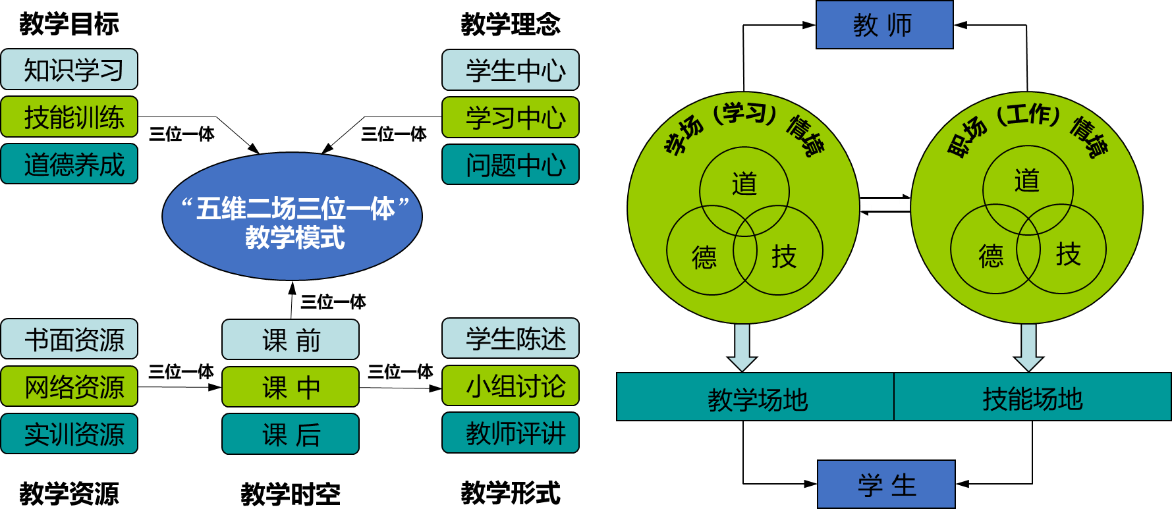 教学目标
知识学习
技能训练
道德养成
三位一体
教学理念
学生中心
学习中心
问题中心
三位一体
“五维二场三位一体”
教学模式
三位一体
书面资源
网络资源
实训资源
教学资源
三位一体
课 前
课 中
课 后
教学时空
三位一体
学生陈述
小组讨论
教师评讲
教学形式
教 师
学场（学习）情境
道
德
技
职场（工作）情境
道
德
技
教学场地
技能场地
学 生